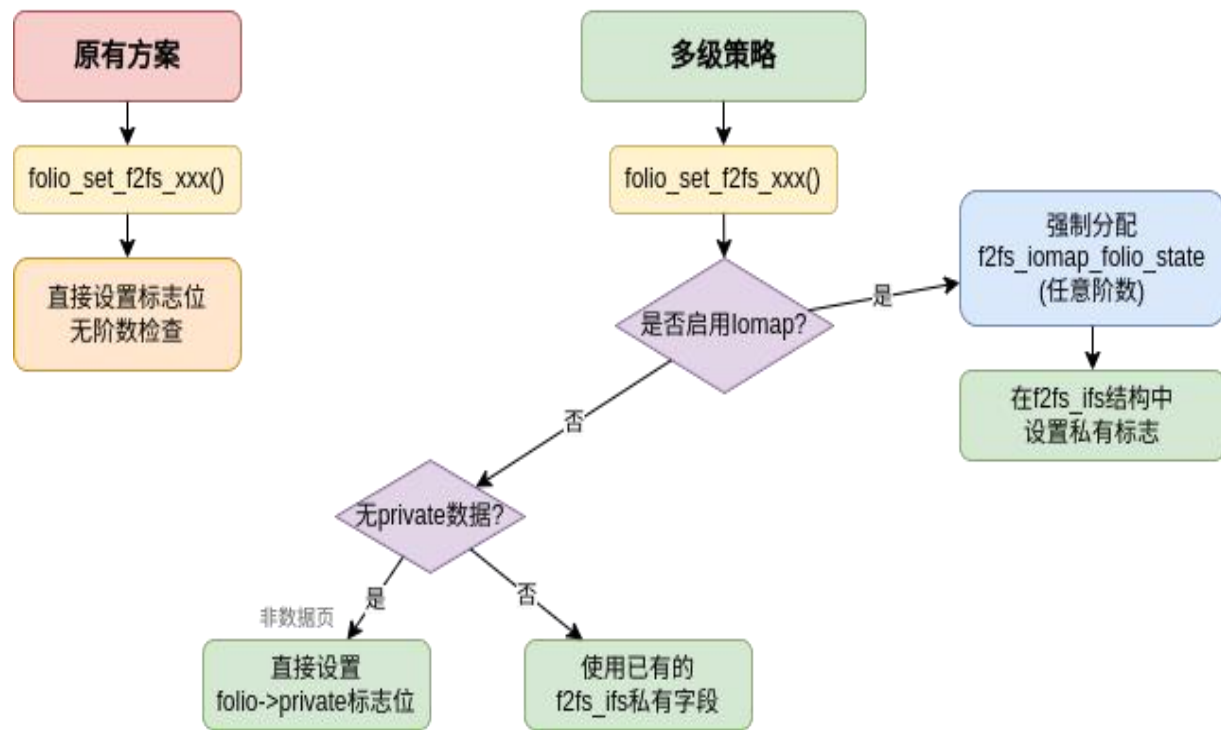 原有方案
folio_set_f2fs_xxx()
直接设置标志位
无阶数检查
多级策略
folio_set_f2fs_xxx()
是否启用Iomap?
是
强制分配
f2fs_iomap_folio_state
(任意阶数)
在f2fs_ifs结构中
设置私有标志
否
无private数据?
是
非数据页
直接设置
folio->private标志位
否
使用已有的
f2fs_ifs私有字段